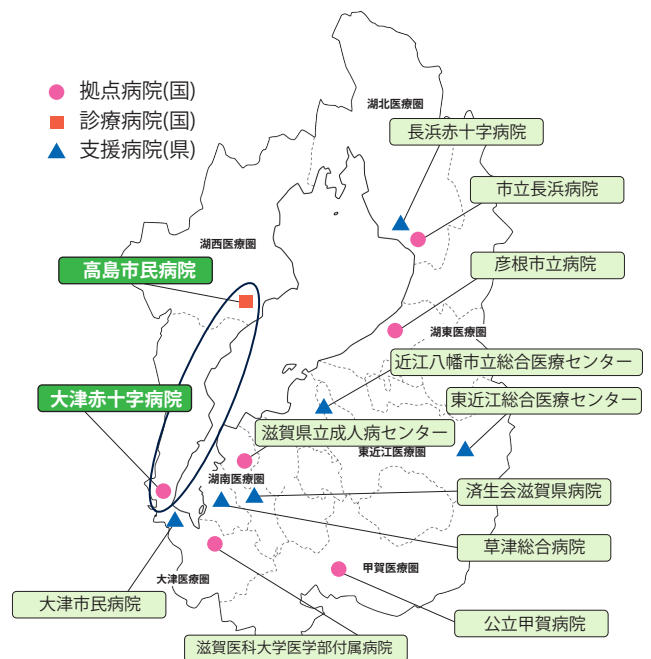 拠点病院(国)
診療病院(国)
支援病院(県)
湖北医療圏
長浜赤十字病院
市立長浜病院
湖西医療圏
高島市民病院
彦根市立病院
湖東医療圏
近江八幡市立総合医療センター
大津赤十字病院
東近江総合医療センター
滋賀県立成人病センター
東近江医療圏
湖南医療圏
済生会滋賀県病院
草津総合病院
大津医療圏
甲賀医療圏
大津市民病院
公立甲賀病院
滋賀医科大学医学部付属病院